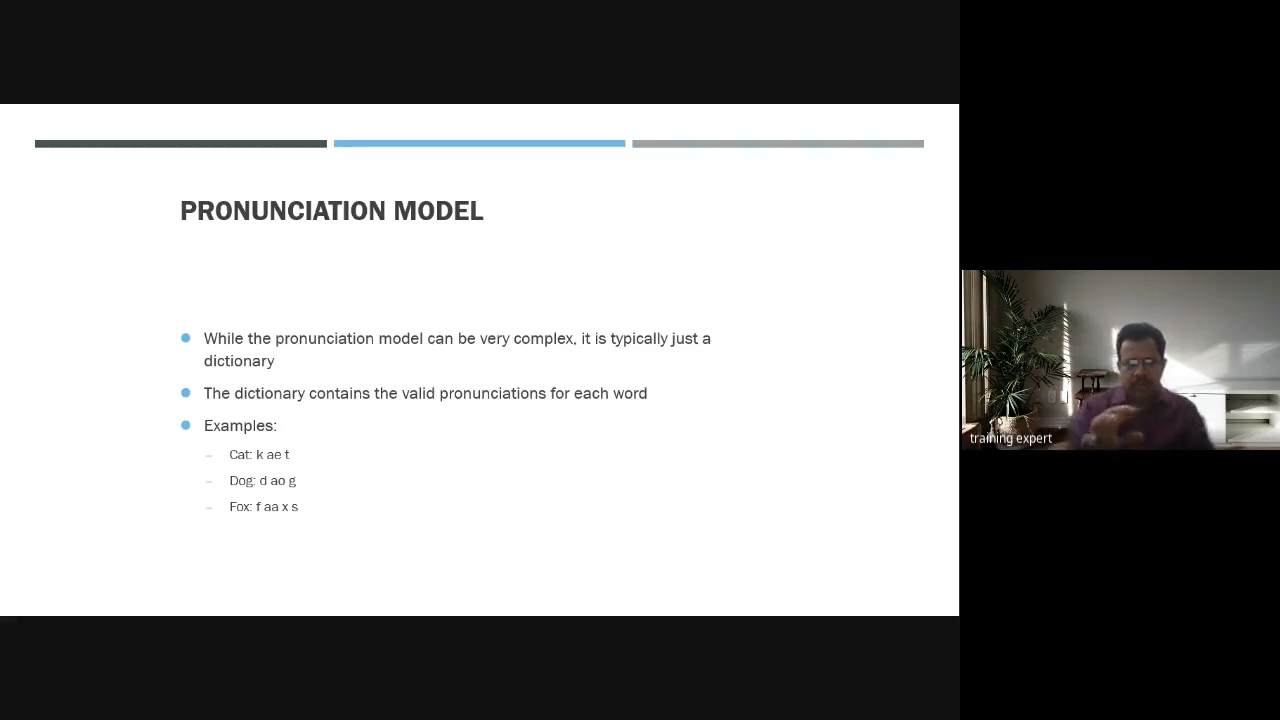 PRONUNCIATION MODEL
While the pronunciation model can be very complex, it is typically just a
dictionary
The dictionary contains the valid pronunciations for each word
Examples:
Cat: k ae t
Dog: d ao g
Fox: f aa x s
training expert